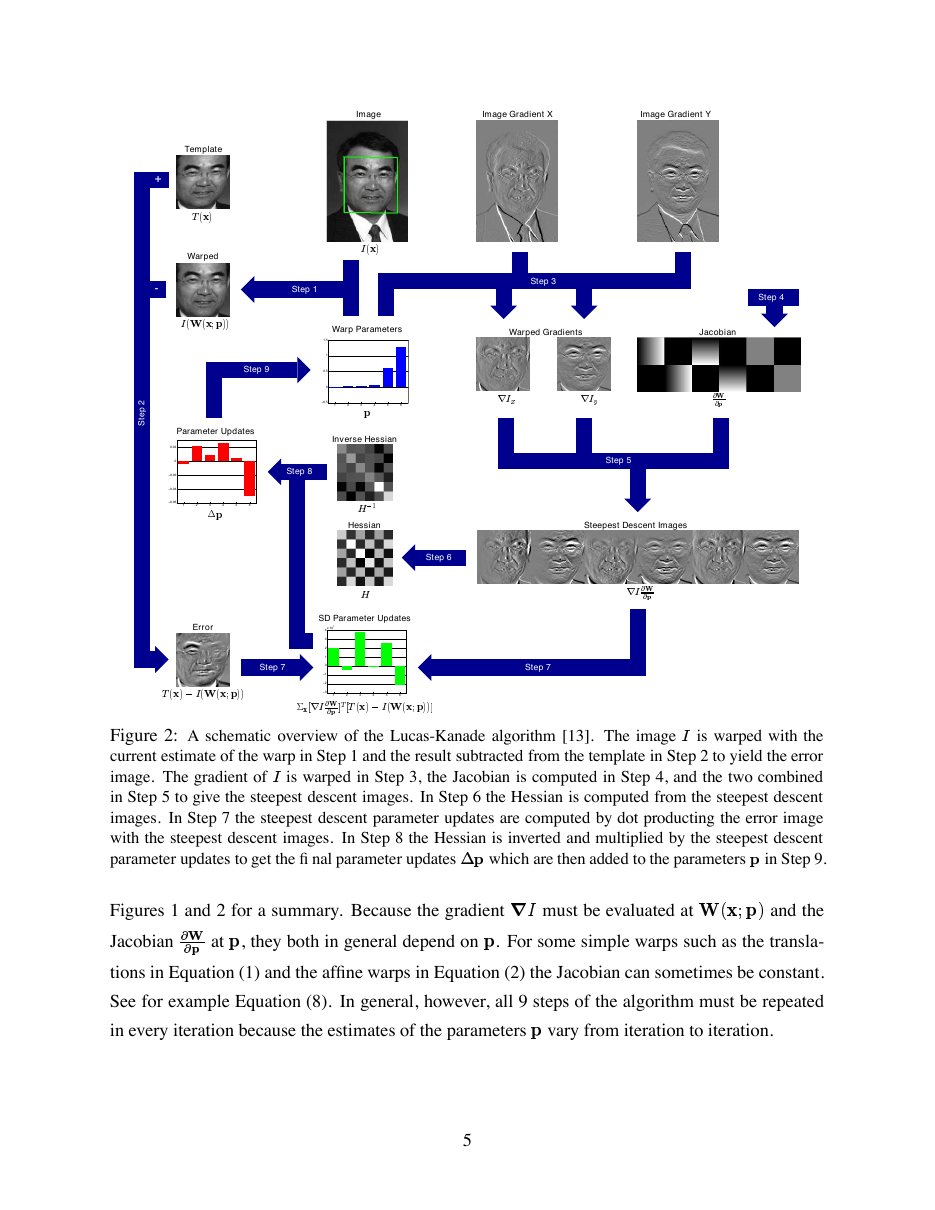 Image
Image Gradient X
Image Gradient Y
Template
+
T(x)
I(x)
Warped
-
Step 1
Step 3
Step 4
I(W(x; p))
Warp Parameters
Warped Gradients
Jacobian
Step 9
∇I_x
∇I_y
∂W/∂p
p
Step 2
Parameter Updates
Inverse Hessian
Step 8
Step 5
Δp
H⁻¹
Hessian
Steepest Descent Images
Step 6
H
∇I ∂W/∂p
SD Parameter Updates
Error
Step 7
Step 7
T(x) − I(W(x; p))
Σ_x[∇I ∂W/∂p]^T[T(x) − I(W(x; p))]
Figure 2: A schematic overview of the Lucas-Kanade algorithm [13]. The image I is warped with the
current estimate of the warp in Step 1 and the result subtracted from the template in Step 2 to yield the error
image. The gradient of I is warped in Step 3, the Jacobian is computed in Step 4, and the two combined
in Step 5 to give the steepest descent images. In Step 6 the Hessian is computed from the steepest descent
images. In Step 7 the steepest descent parameter updates are computed by dot producting the error image
with the steepest descent images. In Step 8 the Hessian is inverted and multiplied by the steepest descent
parameter updates to get the fi nal parameter updates Δp which are then added to the parameters p in Step 9.
Figures 1 and 2 for a summary. Because the gradient ∇I must be evaluated at W(x; p) and the
Jacobian ∂W/∂p at p, they both in general depend on p. For some simple warps such as the transla-
tions in Equation (1) and the affine warps in Equation (2) the Jacobian can sometimes be constant.
See for example Equation (8). In general, however, all 9 steps of the algorithm must be repeated
in every iteration because the estimates of the parameters p vary from iteration to iteration.
5